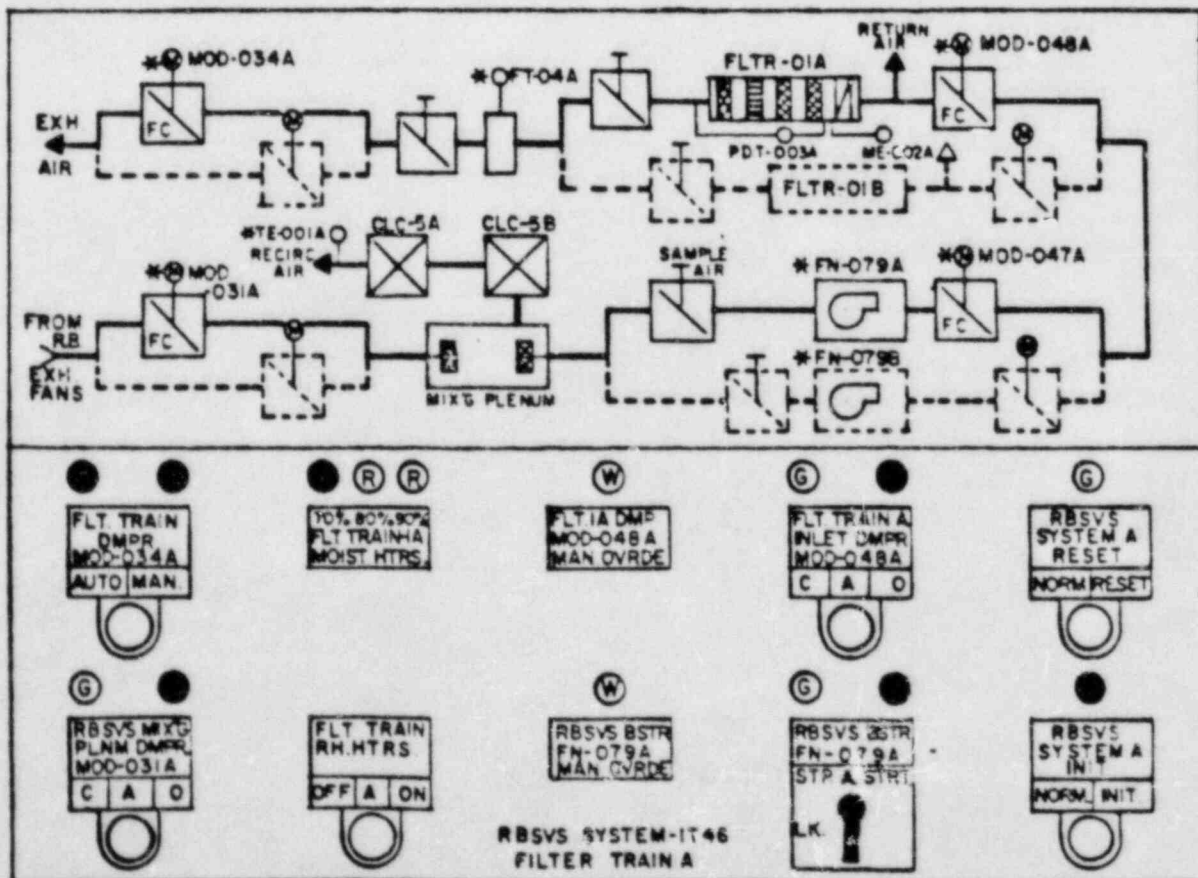 * M MOD-034A
FC
EXH
AIR
* FT-04A
FLTR-01A
RETURN
AIR
* M MOD-048A
FC
PDT-003A
ME-C02A
M
M
FLTR-01B
*TE-001A
RECIRC
AIR
CLC-5A
CLC-5B
* M MOD
-031A
FC
FROM
R.B.
EXH
FANS
M
MIX'G PLENUM
SAMPLE
AIR
* FN-079A
* M MOD-047A
FC
* FN-079B
M
FLT. TRAIN
DMPR
MOD-034A
AUTO MAN.
R R
70% 80% 90%
FLT TRAIN-A
MOIST HTRS.
W
FLT.1A DMP
MOD-048A
MAN. OVRDE
G
FLT TRAIN A
INLET DMPR
MOD-048A
C A O
G
RBSVS
SYSTEM A
RESET
NORM RESET
G
RBSVS MIX'G
PLNM DMPR.
MOD-031A
C A O
FLT. TRAIN
RH.HTRS.
OFF A ON
W
RBSVS BSTR
FN-079A
MAN. OVRDE
G
RBSVS BSTR
FN-079A
STP A STRT
LK.
RBSVS
SYSTEM A
INIT
NORM. INIT.
RBSVS SYSTEM-1T46
FILTER TRAIN A